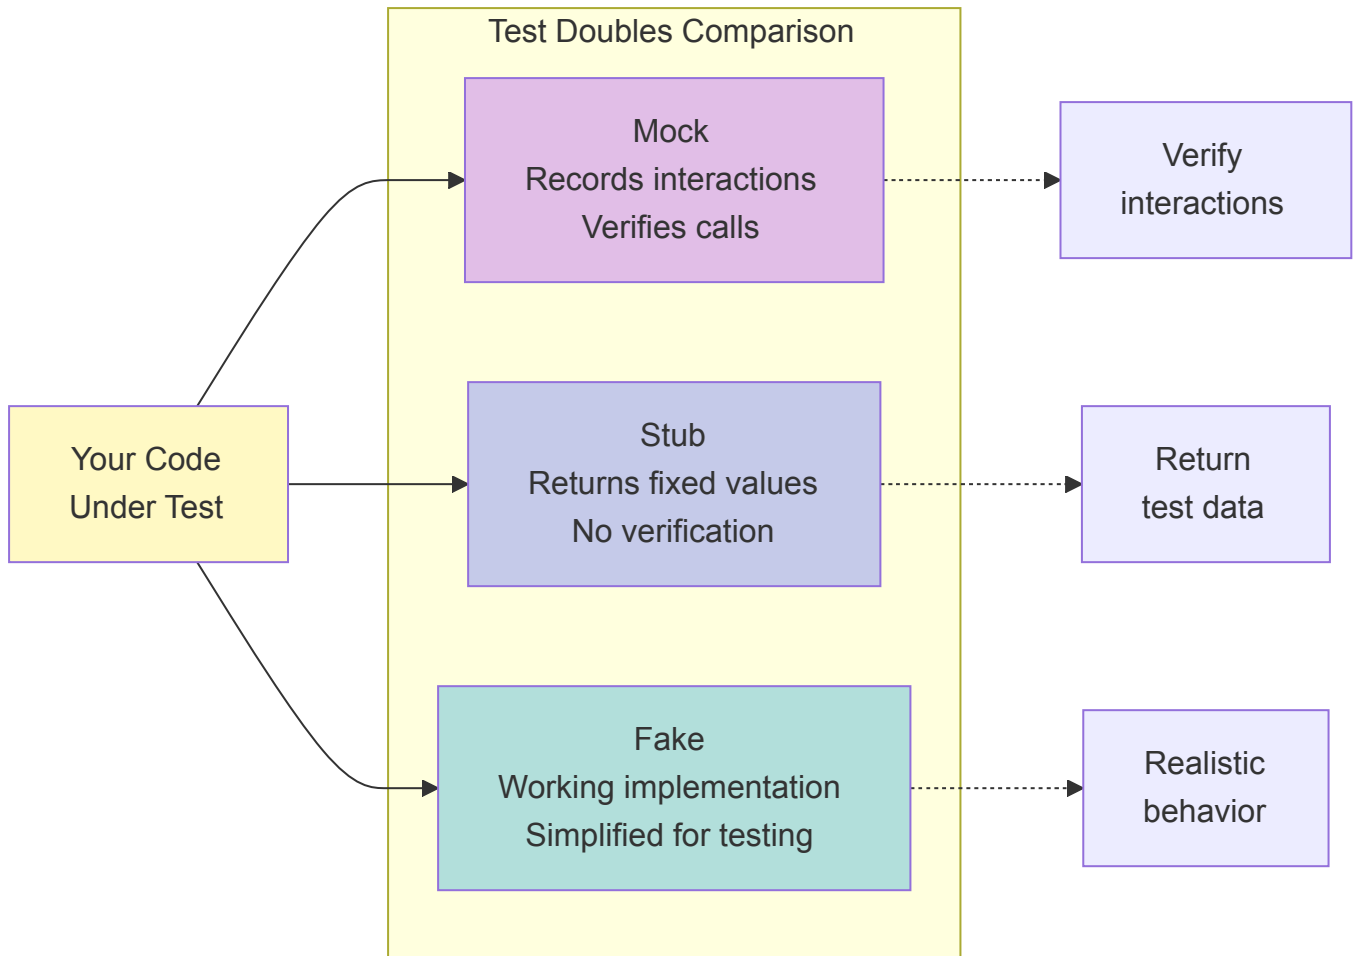 Test Doubles Comparison
Mock
Records interactions
Verifies calls
Verify
interactions
Your Code
Under Test
Stub
Returns fixed values
No verification
Return
test data
Fake
Working implementation
Simplified for testing
Realistic
behavior